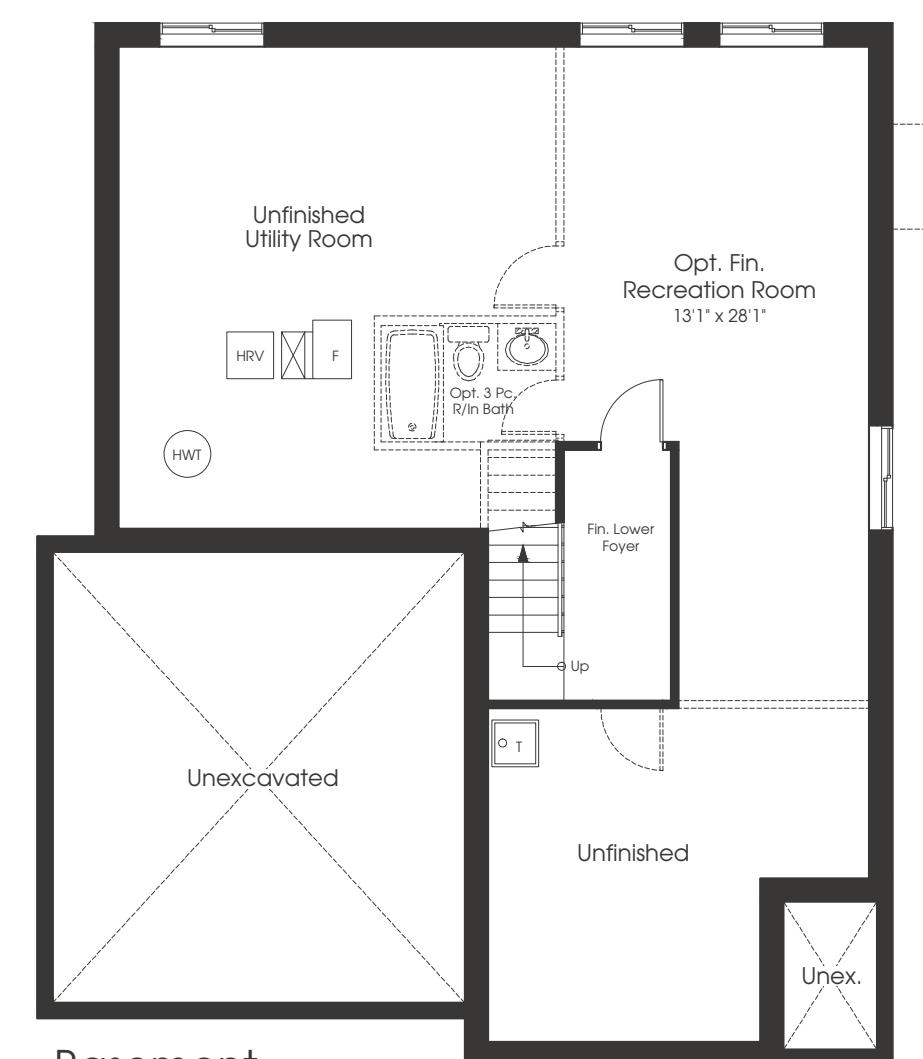 Unfinished
Utility Room
Opt. Fin.
Recreation Room
13'1" x 28'1"
HRV
F
Opt. 3 Pc.
R/In Bath
HWT
Fin. Lower
Foyer
Up
T
Unexcavated
Unfinished
Unex.
Basement